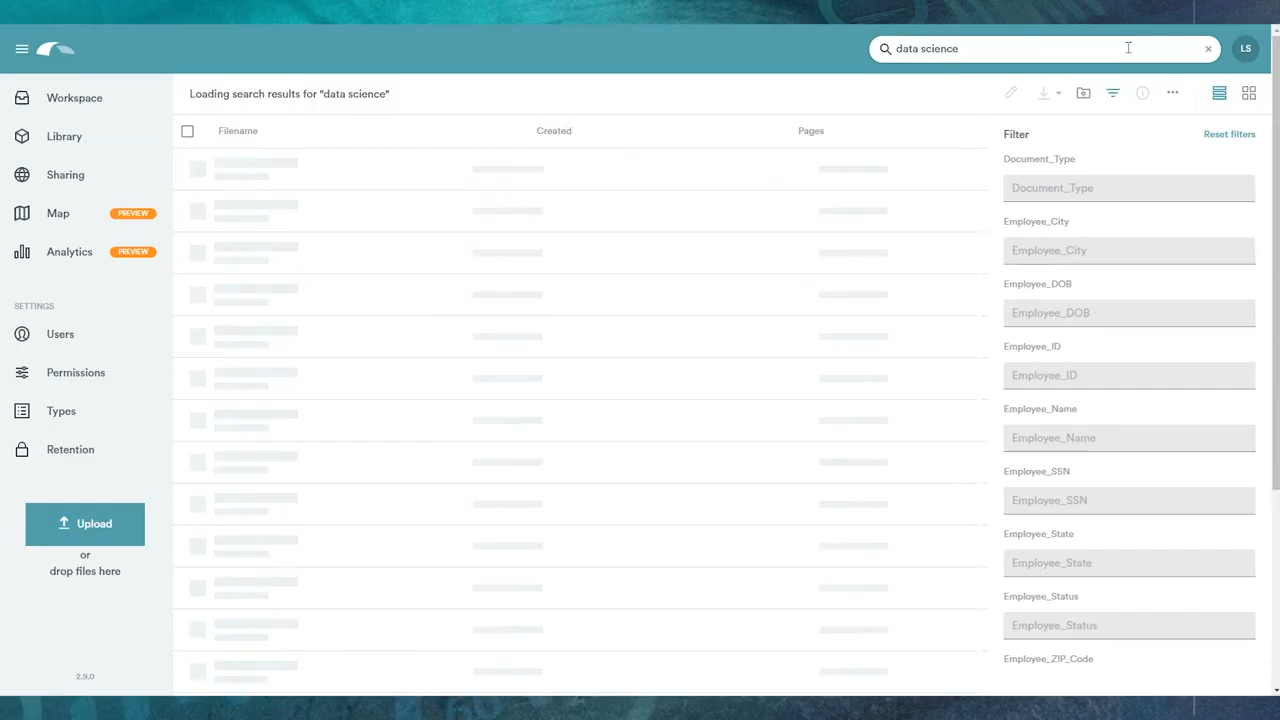 data science
LS
Workspace
Library
Sharing
Map
PREVIEW
Analytics
PREVIEW
SETTINGS
Users
Permissions
Types
Retention
Upload
or
drop files here
2.9.0
Loading search results for "data science"
Filename Created Pages
Filter Reset filters
Document_Type
Document_Type
Employee_City
Employee_City
Employee_DOB
Employee_DOB
Employee_ID
Employee_ID
Employee_Name
Employee_Name
Employee_SSN
Employee_SSN
Employee_State
Employee_State
Employee_Status
Employee_Status
Employee_ZIP_Code